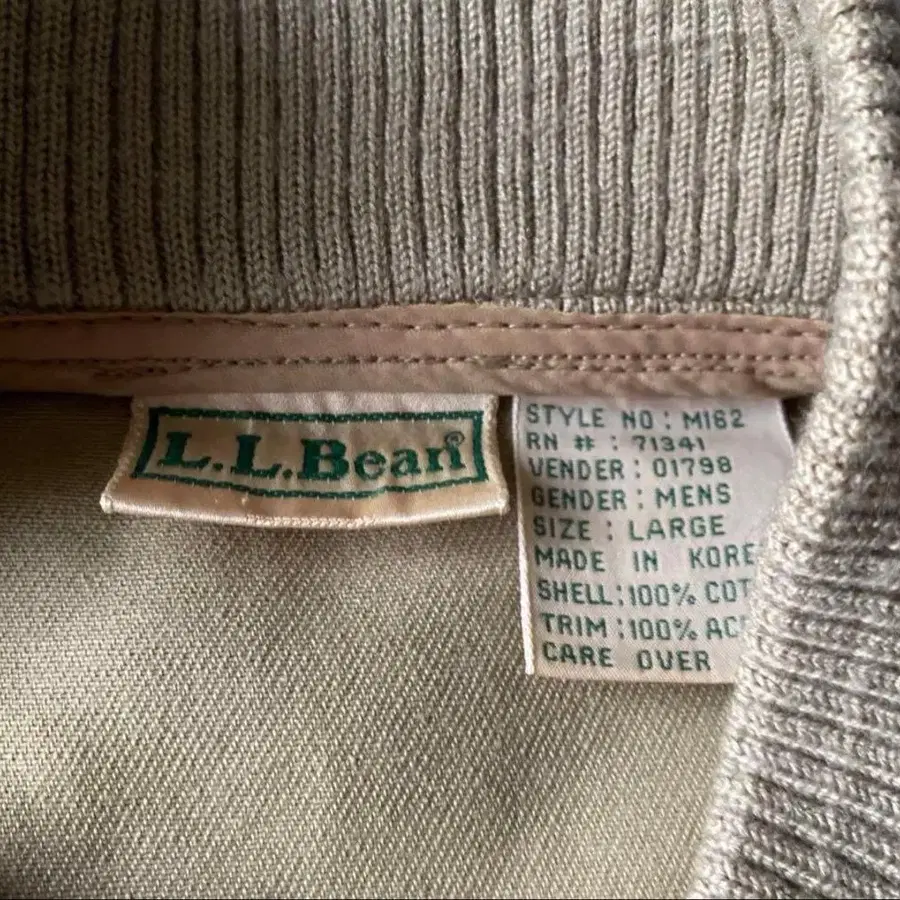 L.L.Bean®
STYLE NO: M162
RN #: 71341
VENDER: 01798
GENDER: MENS
SIZE: LARGE
MADE IN KORE
SHELL: 100% COT
TRIM: 100% AC
CARE OVER